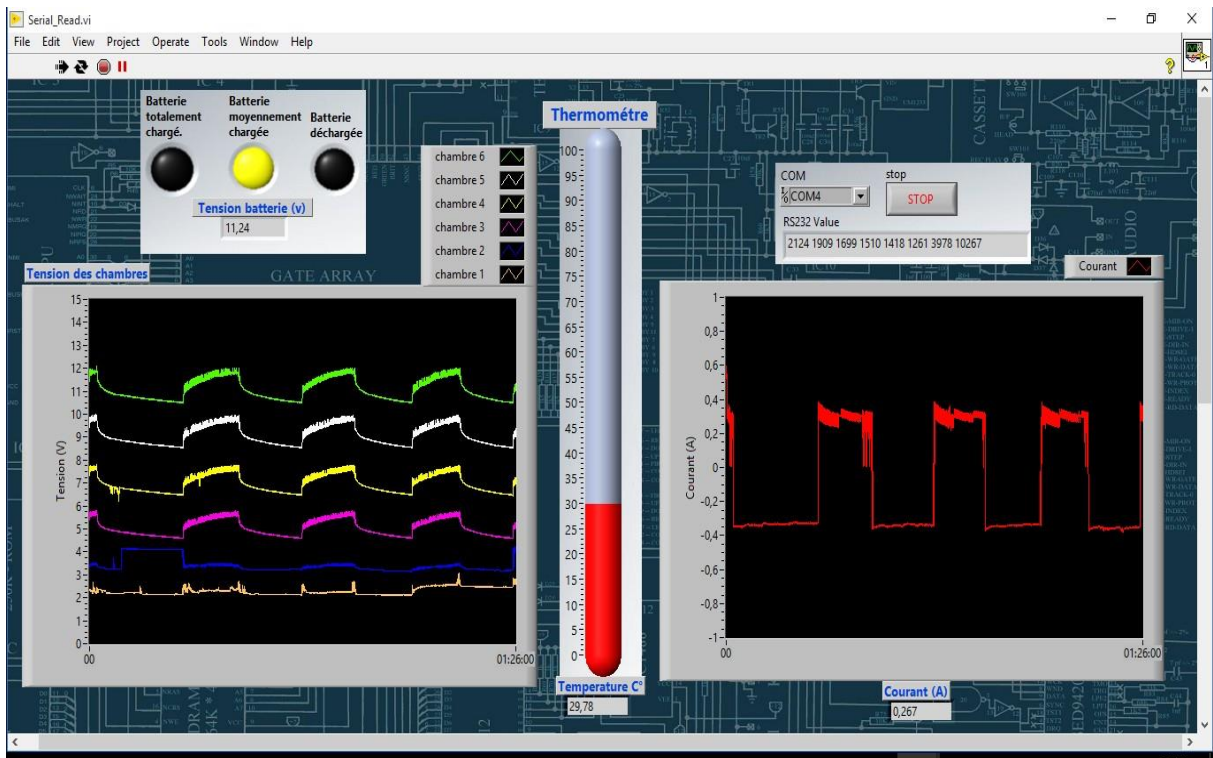 Serial_Read.vi
File Edit View Project Operate Tools Window Help
Batterie totalement chargé.
Batterie moyennement chargée
Batterie déchargée
Tension batterie (v)
11,24
chambre 6
chambre 5
chambre 4
chambre 3
chambre 2
chambre 1
Thermométre
100
95
90
85
80
75
70
65
60
55
50
45
40
35
30
25
20
15
10
5
0
Temperature C°
29,78
COM
COM4
stop
STOP
RS232 Value
2124 1909 1699 1510 1418 1261 3978 10267
GATE ARRAY
Tension des chambres
Tension (V)
15
14
13
12
11
10
9
8
7
6
5
4
3
2
1
0
00
01:26:00
Courant
Courant (A)
1
0,8
0,6
0,4
0,2
0
-0,2
-0,4
-0,6
-0,8
-1
00
01:26:00
Courant (A)
0,267